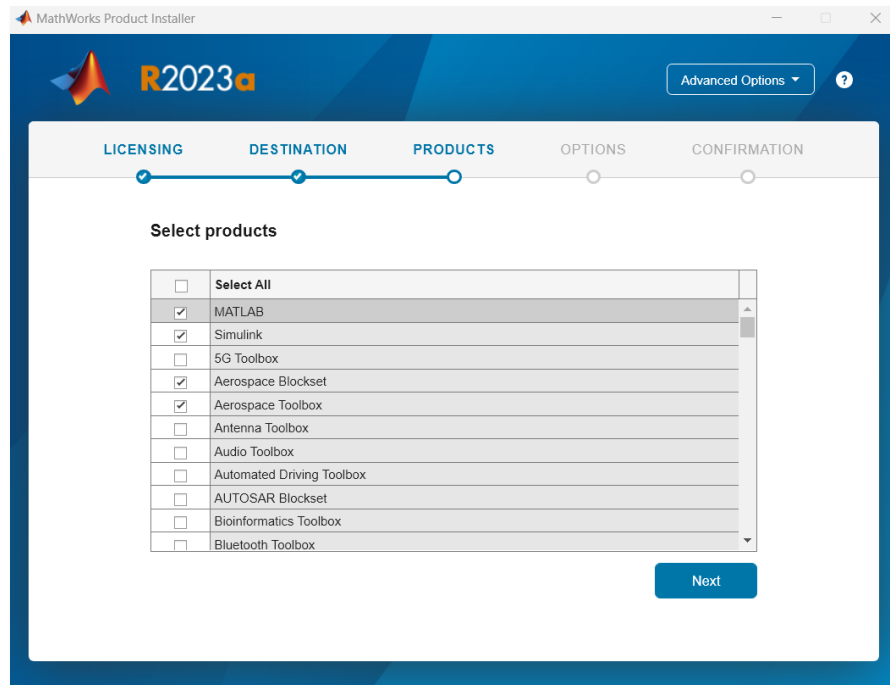 MathWorks Product Installer
R2023a
Advanced Options
?
LICENSING DESTINATION PRODUCTS OPTIONS CONFIRMATION
Select products
Select All
MATLAB
Simulink
5G Toolbox
Aerospace Blockset
Aerospace Toolbox
Antenna Toolbox
Audio Toolbox
Automated Driving Toolbox
AUTOSAR Blockset
Bioinformatics Toolbox
Bluetooth Toolbox
Next